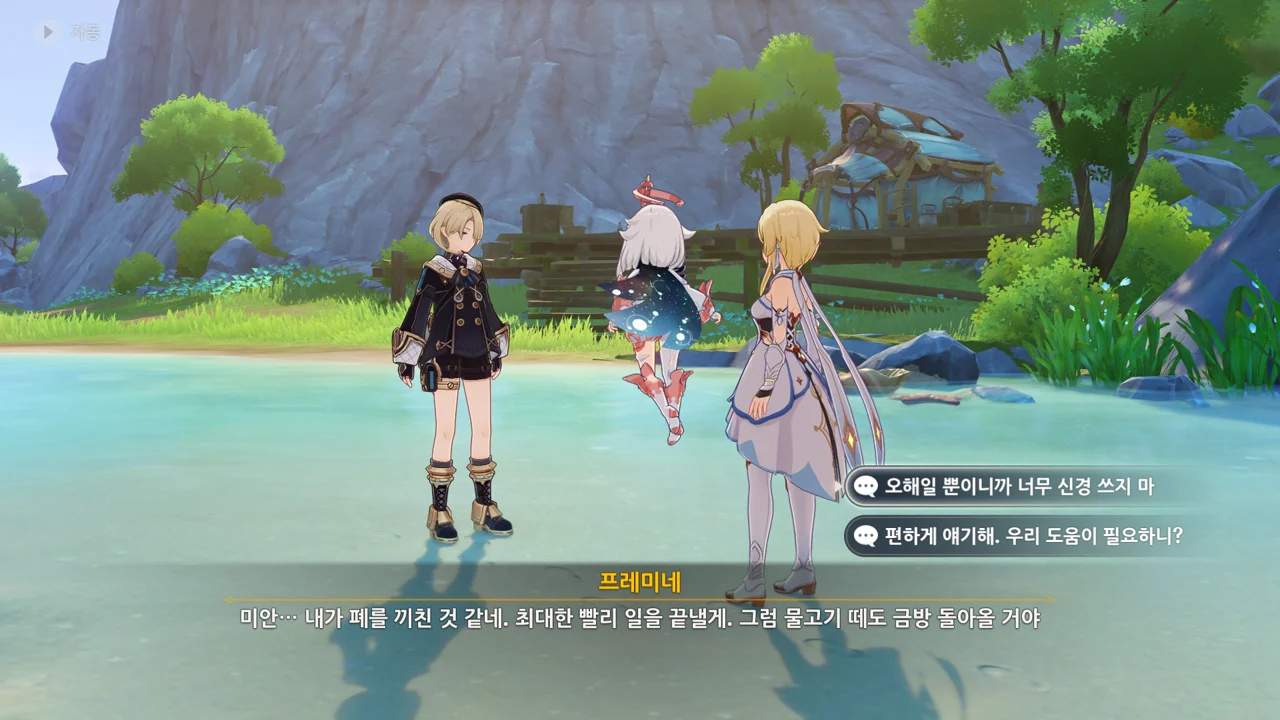 자동
오해일 뿐이니까 너무 신경 쓰지 마
편하게 얘기해. 우리 도움이 필요하니?
프레미네
미안… 내가 폐를 끼친 것 같네. 최대한 빨리 일을 끝낼게. 그럼 물고기 떼도 금방 돌아올 거야